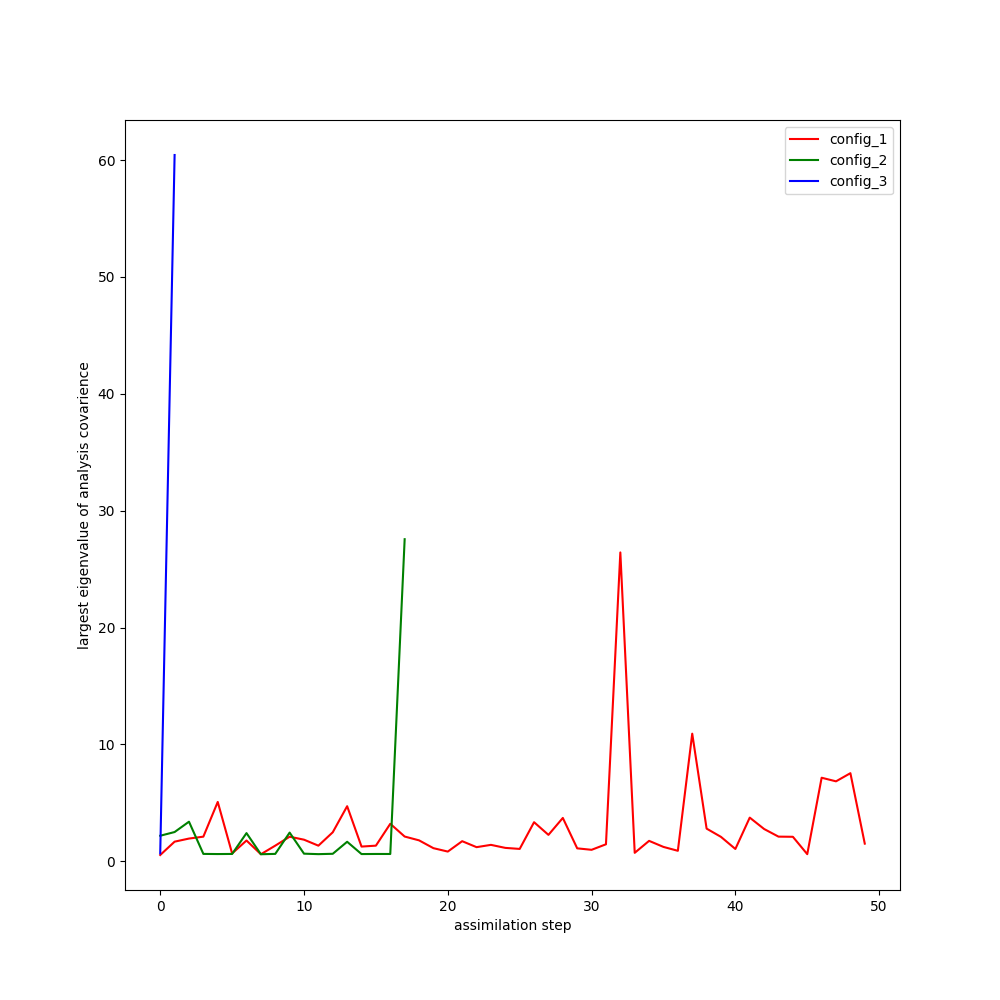 config_1
config_2
config_3
60
50
40
30
20
10
0
largest eigenvalue of analysis covarience
0 10 20 30 40 50
assimilation step